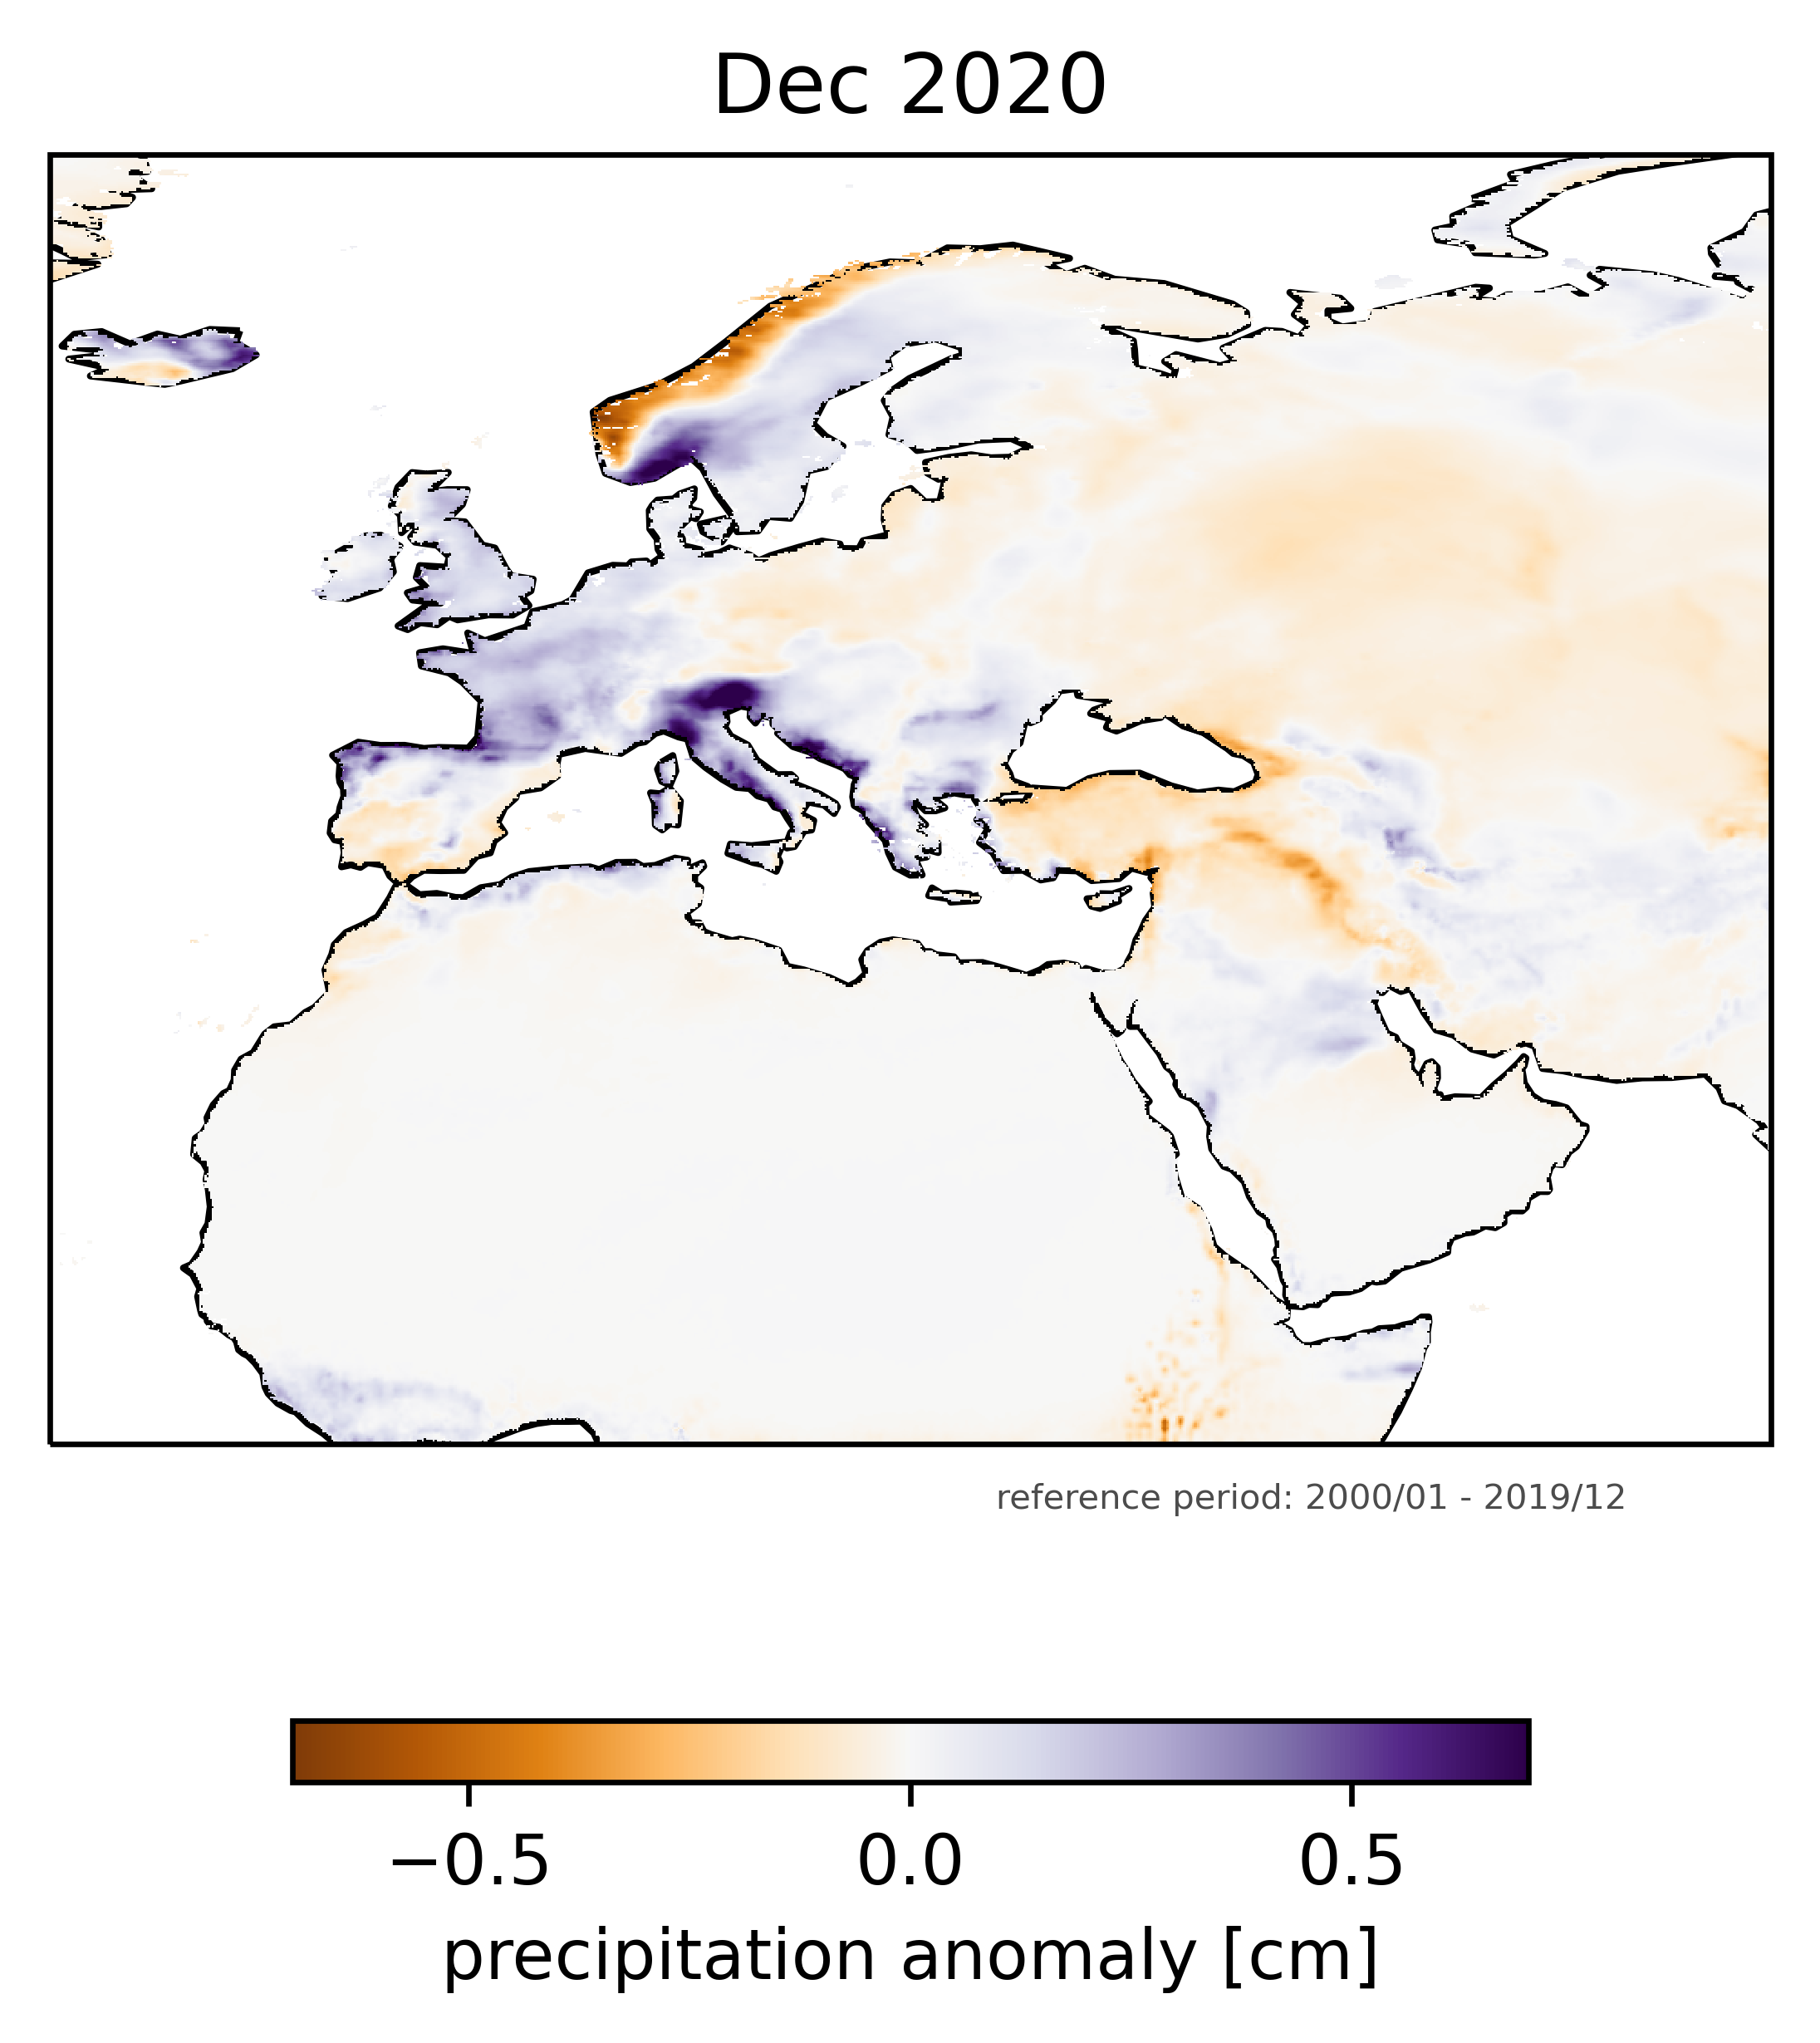 Dec 2020
reference period: 2000/01 - 2019/12
−0.5 0.0 0.5
precipitation anomaly [cm]